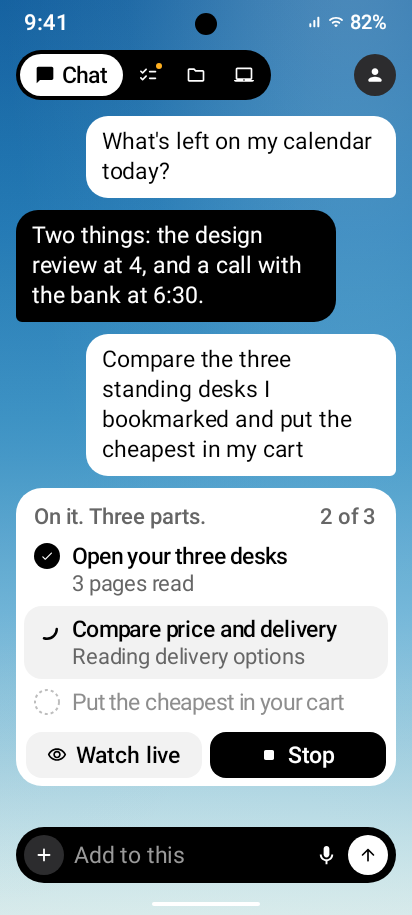 9:41
82%
Chat
What's left on my calendar
today?
Two things: the design
review at 4, and a call with
the bank at 6:30.
Compare the three
standing desks I
bookmarked and put the
cheapest in my cart
On it. Three parts.
2 of 3
Open your three desks
3 pages read
Compare price and delivery
Reading delivery options
Put the cheapest in your cart
Watch live
Stop
Add to this